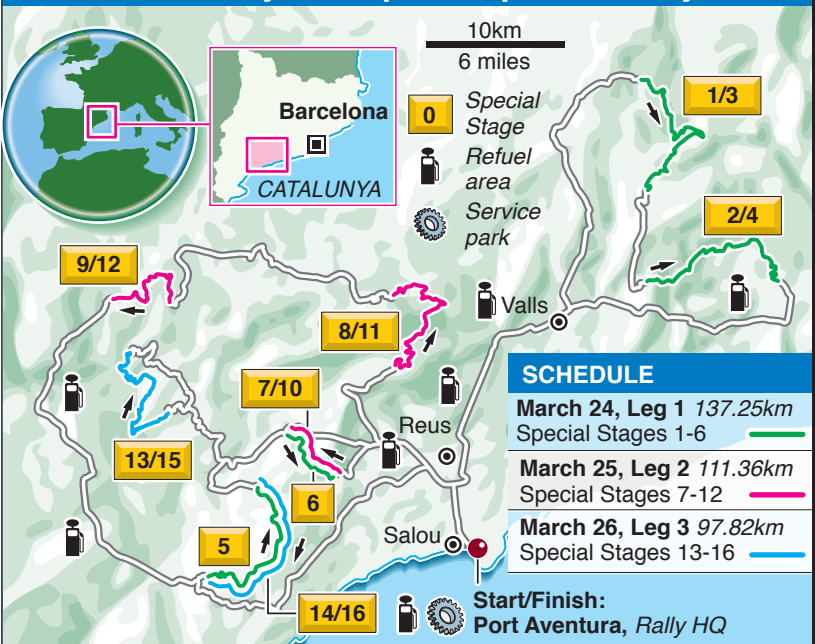 10km
6 miles
Barcelona
CATALUNYA
0
Special
Stage
Refuel
area
Service
park
1/3
2/4
9/12
8/11
Valls
7/10
Reus
13/15
6
5
Salou
14/16
SCHEDULE
March 24, Leg 1 137.25km
Special Stages 1-6
March 25, Leg 2 111.36km
Special Stages 7-12
March 26, Leg 3 97.82km
Special Stages 13-16
Start/Finish:
Port Aventura, Rally HQ